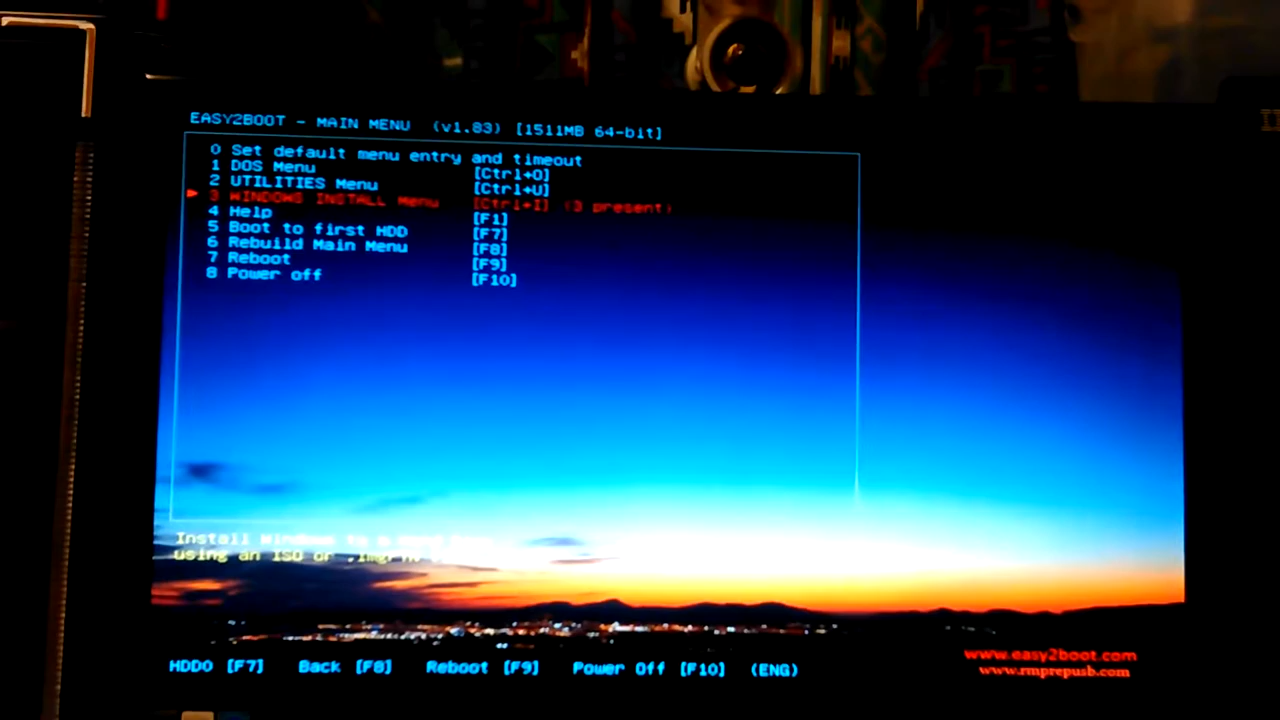 EASY2BOOT - MAIN MENU (v1.83) [1511MB 64-bit]
0 Set default menu entry and timeout
1 DOS Menu [Ctrl+O]
2 UTILITIES Menu [Ctrl+U]
3 WINDOWS INSTALL Menu [Ctrl+I] (3 present)
4 Help [F1]
5 Boot to first HDD [F7]
6 Rebuild Main Menu [F8]
7 Reboot [F9]
8 Power off [F10]
Install Windows to a
using an ISO or
HDD0 [F7] Back [F8] Reboot [F9] Power Off [F10] (ENG)
www.easy2boot.com
www.rmprepusb.com